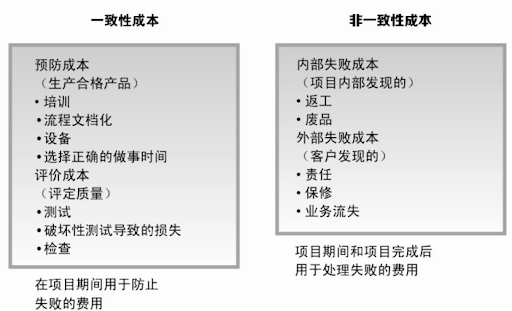 一致性成本
预防成本
（生产合格产品）
• 培训
• 流程文档化
• 设备
• 选择正确的做事时间
评价成本
（评定质量）
• 测试
• 破坏性测试导致的损失
• 检查
在项目期间用于防止
失败的费用
非一致性成本
内部失败成本
（项目内部发现的）
• 返工
• 废品
外部失败成本
（客户发现的）
• 责任
• 保修
• 业务流失
项目期间和项目完成后
用于处理失败的费用